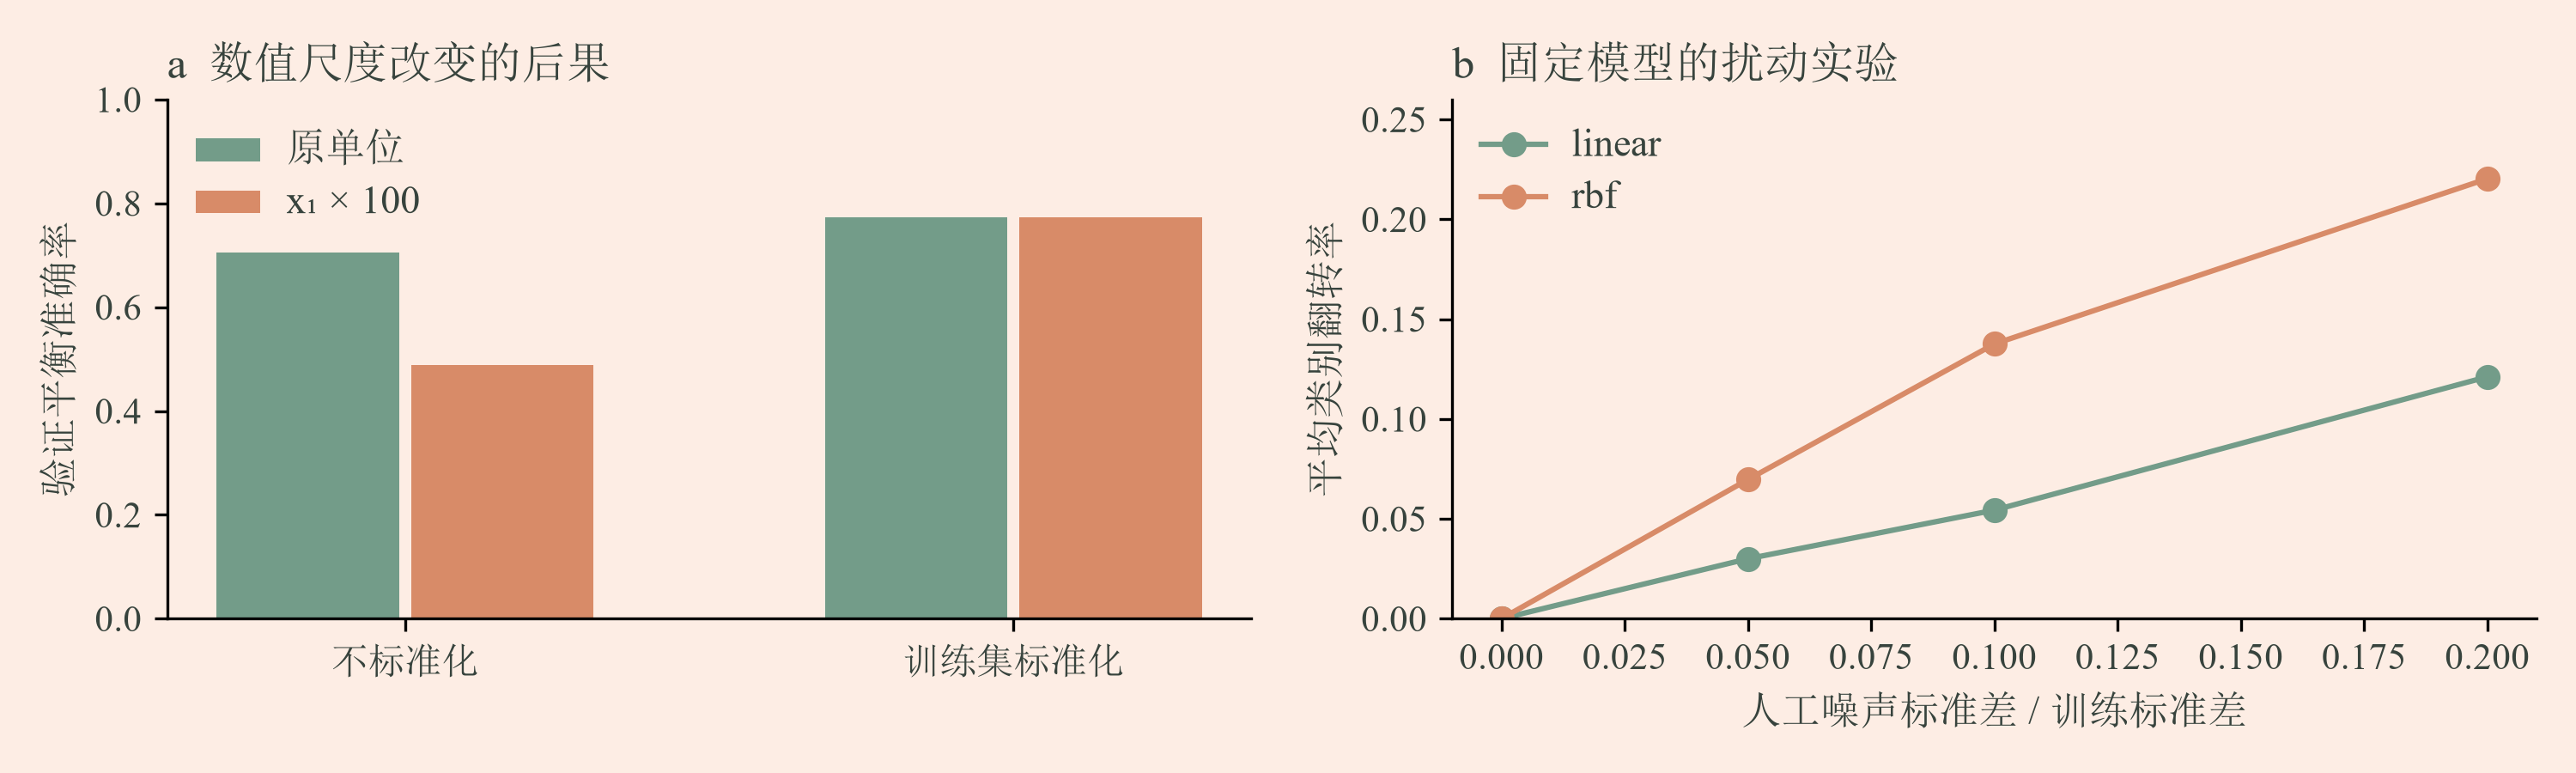 a 数值尺度改变的后果
1.0
0.8
0.6
0.4
0.2
0.0
验证平衡准确率
原单位
x₁ × 100
不标准化
训练集标准化
b 固定模型的扰动实验
0.25
0.20
0.15
0.10
0.05
0.00
平均类别翻转率
linear
rbf
0.000 0.025 0.050 0.075 0.100 0.125 0.150 0.175 0.200
人工噪声标准差 / 训练标准差